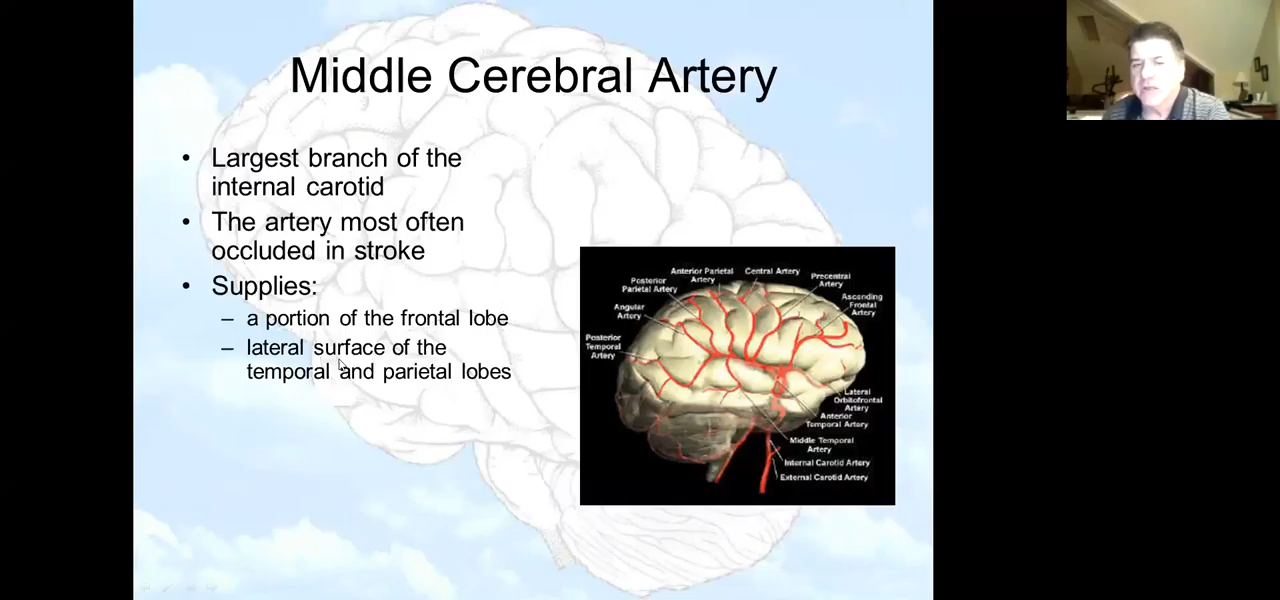 Middle Cerebral Artery
• Largest branch of the
internal carotid
• The artery most often
occluded in stroke
• Supplies:
– a portion of the frontal lobe
– lateral surface of the
temporal and parietal lobes
Anterior Parietal
Artery
Central Artery
Precentral
Artery
Posterior
Parietal Artery
Ascending
Frontal
Artery
Angular
Artery
Posterior
Temporal
Artery
Lateral
Orbitofrontal
Artery
Anterior
Temporal Artery
Middle Temporal
Artery
Internal Carotid Artery
External Carotid Artery